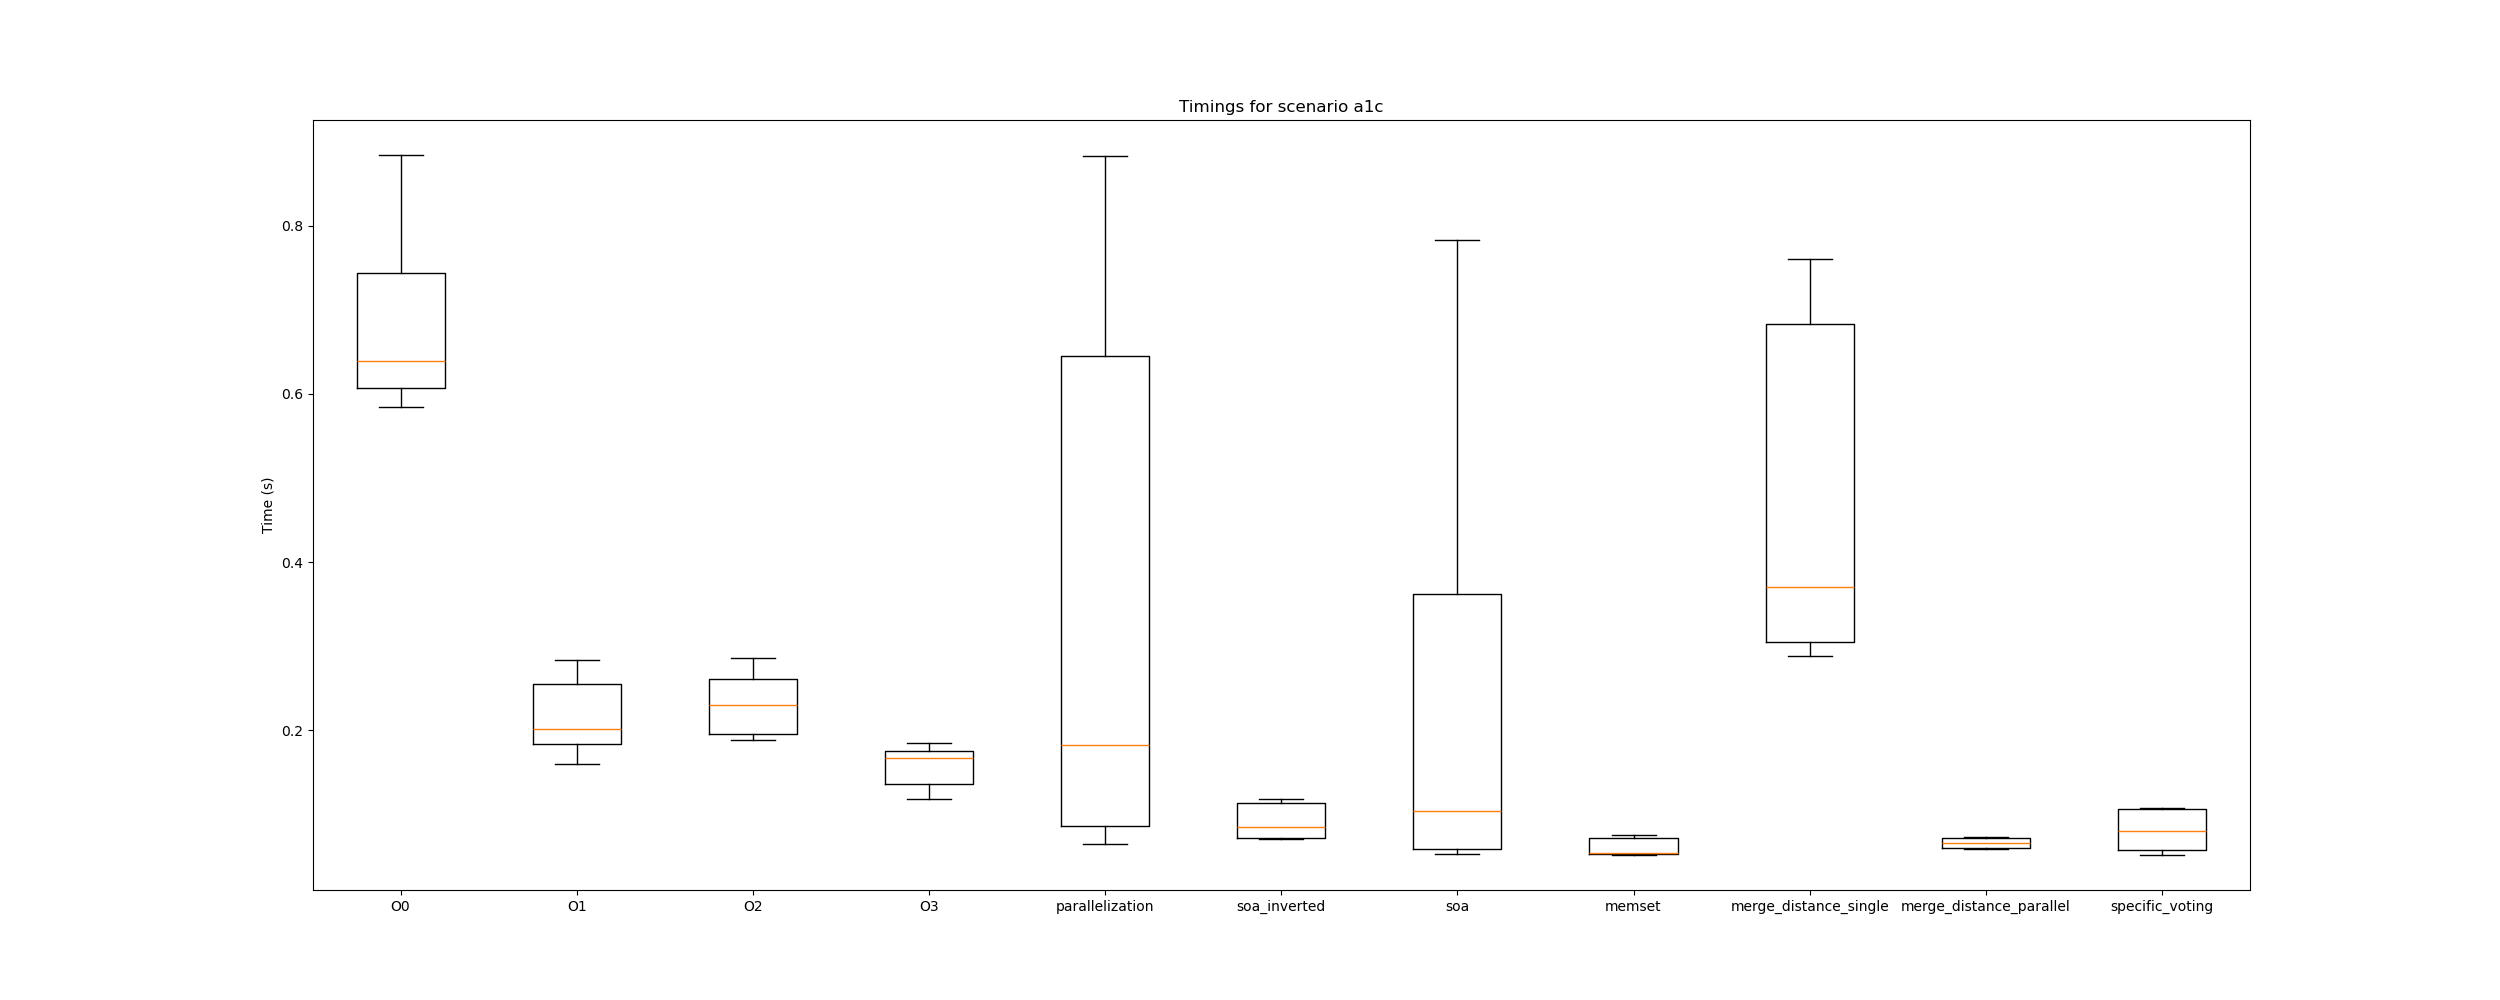 Timings for scenario a1c
0.8
0.6
0.4
0.2
Time (s)
O0 O1 O2 O3 parallelization soa_inverted soa memset merge_distance_single merge_distance_parallel specific_voting